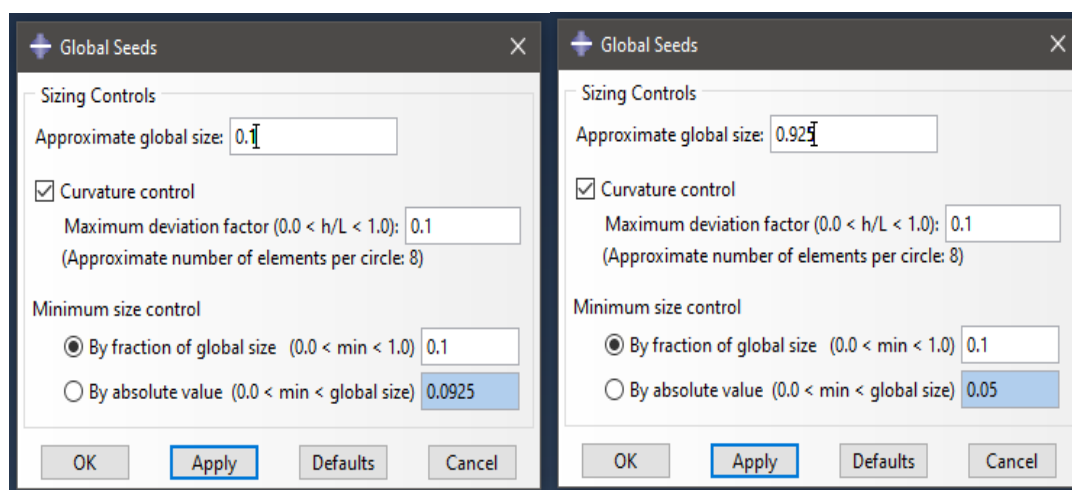 Global Seeds
Sizing Controls
Approximate global size: 0.1
Curvature control
Maximum deviation factor (0.0 < h/L < 1.0): 0.1
(Approximate number of elements per circle: 8)
Minimum size control
By fraction of global size (0.0 < min < 1.0) 0.1
By absolute value (0.0 < min < global size) 0.0925
OK Apply Defaults Cancel
Global Seeds
Sizing Controls
Approximate global size: 0.925
Curvature control
Maximum deviation factor (0.0 < h/L < 1.0): 0.1
(Approximate number of elements per circle: 8)
Minimum size control
By fraction of global size (0.0 < min < 1.0) 0.1
By absolute value (0.0 < min < global size) 0.05
OK Apply Defaults Cancel